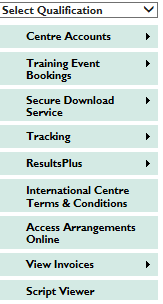 Select Qualification
Centre Accounts
Training Event
Bookings
Secure Download
Service
Tracking
ResultsPlus
International Centre
Terms & Conditions
Access Arrangements
Online
View Invoices
Script Viewer